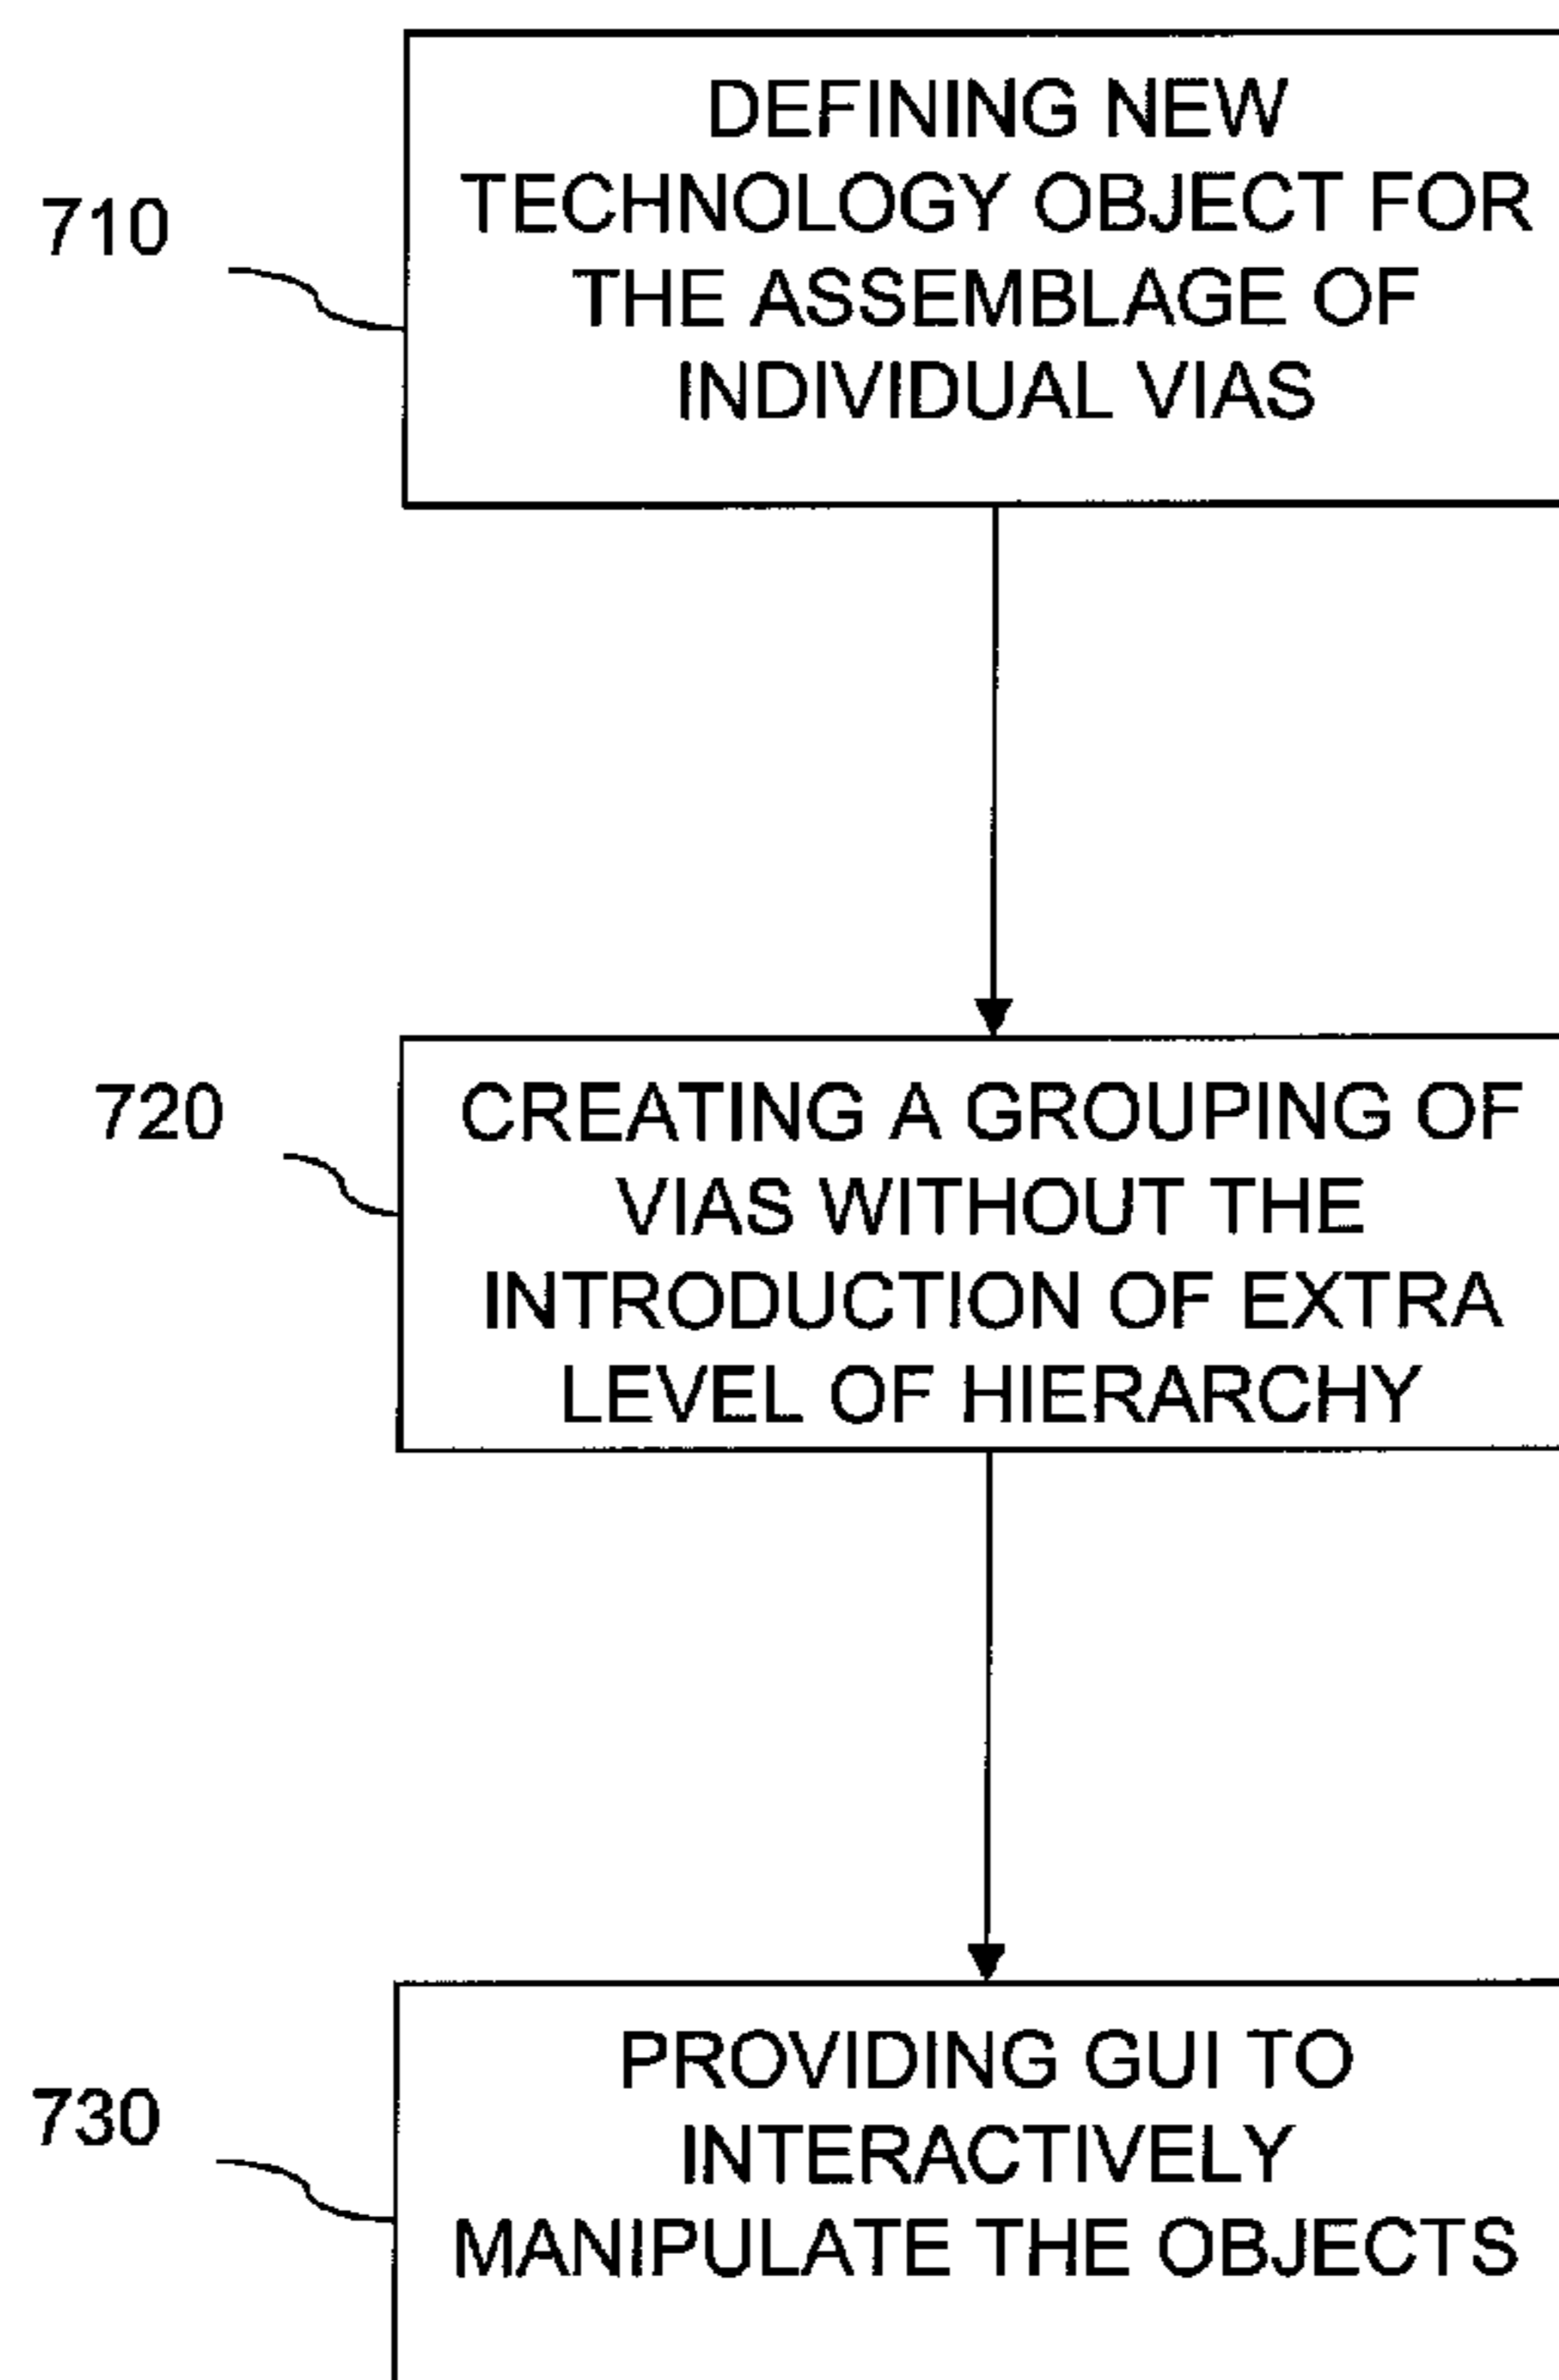 710
DEFINING NEW
TECHNOLOGY OBJECT FOR
THE ASSEMBLAGE OF
INDIVIDUAL VIAS
720
CREATING A GROUPING OF
VIAS WITHOUT THE
INTRODUCTION OF EXTRA
LEVEL OF HIERARCHY
730
PROVIDING GUI TO
INTERACTIVELY
MANIPULATE THE OBJECTS